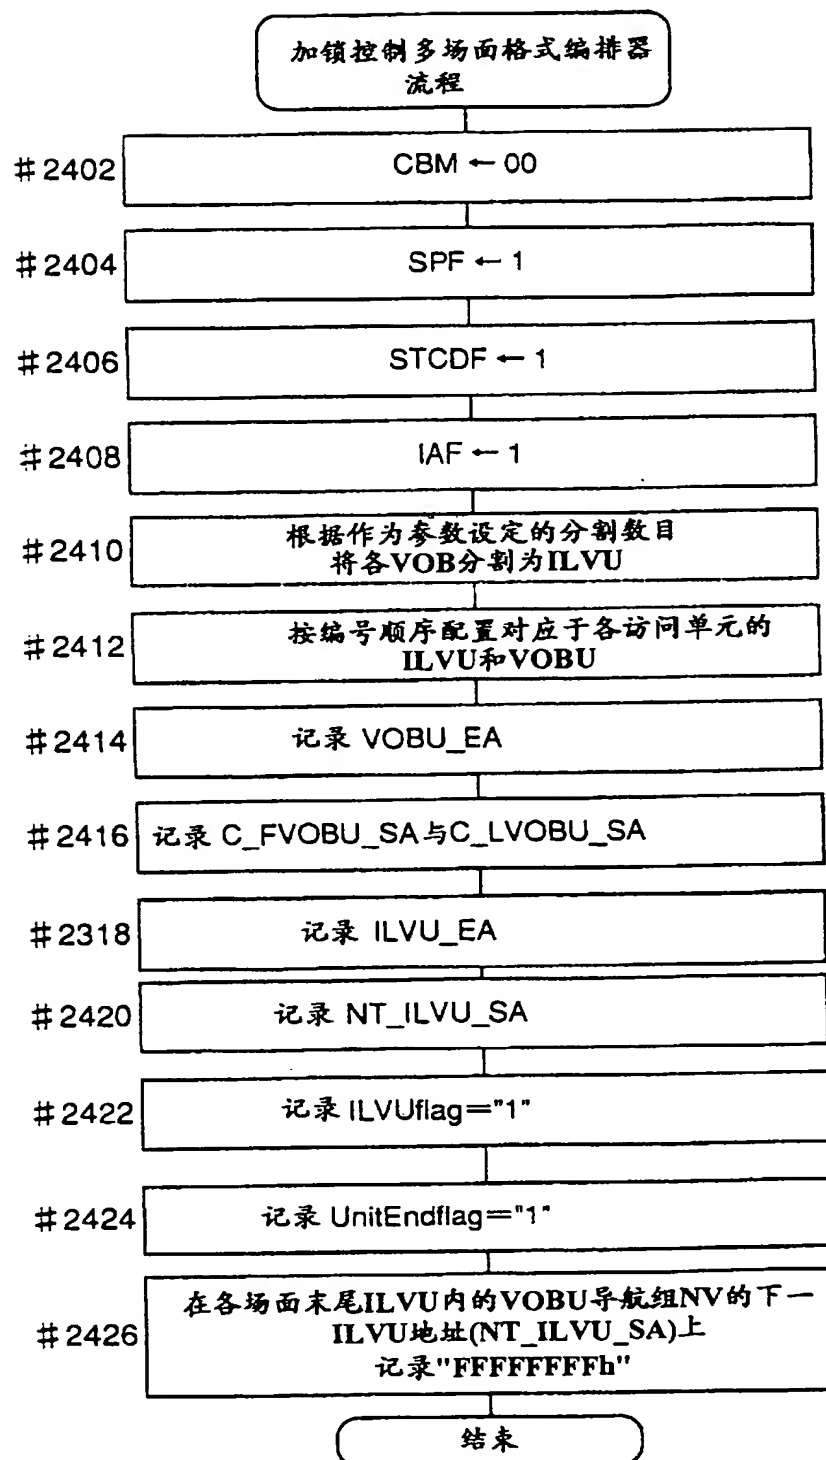 加锁控制多场面格式编排器
流程
#2402
CBM ← 00
#2404
SPF ← 1
#2406
STCDF ← 1
#2408
IAF ← 1
#2410
根据作为参数设定的分割数目
将各VOB分割为ILVU
#2412
按编号顺序配置对应于各访问单元的
ILVU和VOBU
#2414
记录 VOBU_EA
#2416
记录 C_FVOBU_SA与C_LVOBU_SA
#2318
记录 ILVU_EA
#2420
记录 NT_ILVU_SA
#2422
记录 ILVUflag="1"
#2424
记录 UnitEndflag="1"
#2426
在各场面末尾ILVU内的VOBU导航组NV的下一
ILVU地址(NT_ILVU_SA)上
记录"FFFFFFFFh"
结束